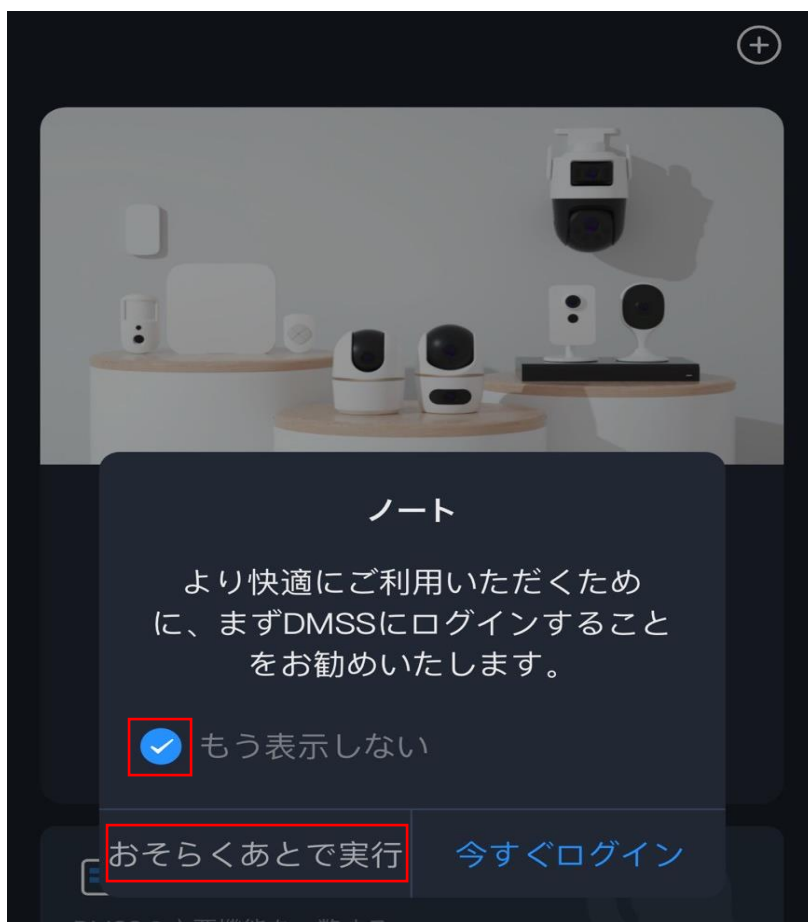 ノート
より快適にご利用いただくため
に、まずDMSSにログインすること
をお勧めいたします。
もう表示しない
おそらくあとで実行
今すぐログイン